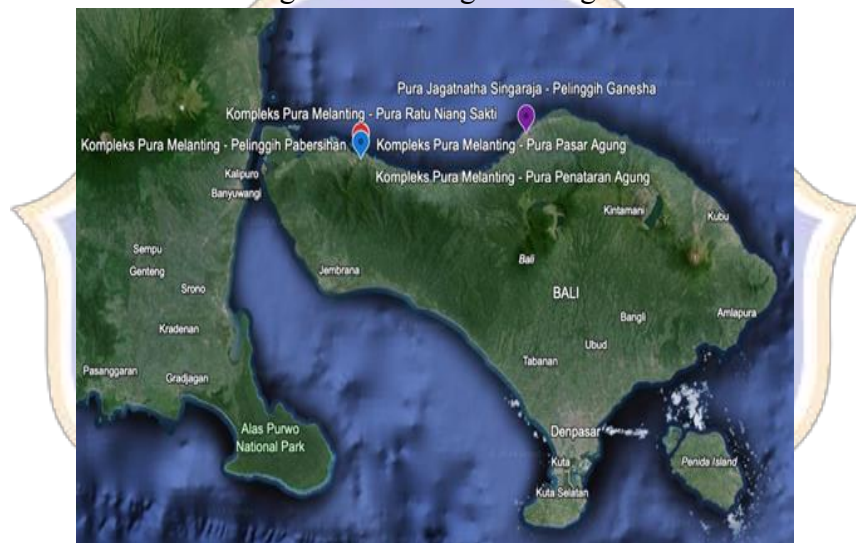 Pura Jagatnatha Singaraja - Pelinggih Ganesha
Kompleks Pura Melanting - Pura Ratu Niang Sakti
Kompleks Pura Melanting - Pelinggih Pabersihan
Kompleks Pura Melanting - Pura Pasar Agung
Kompleks Pura Melanting - Pura Penataran Agung
Kalipuro
Banyuwangi
Kintamani
Kubu
Sempu
Genteng
Jembrana
Bali
Srono
BALI
Bangli
Amlapura
Kradenan
Ubud
Tabanan
Pasanggaran
Gradjagan
Alas Purwo
National Park
Denpasar
Kuta
Penida Island
Kuta Selatan